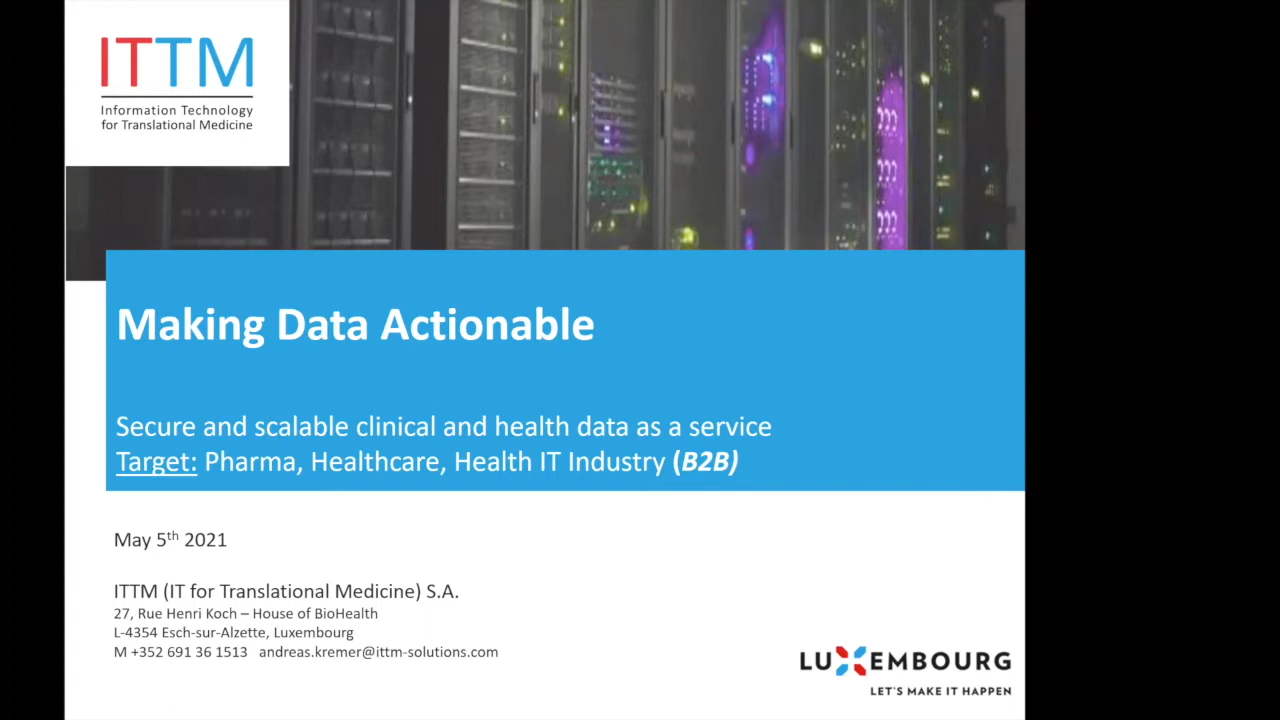 ITTM
Information Technology
for Translational Medicine
Making Data Actionable
Secure and scalable clinical and health data as a service
Target: Pharma, Healthcare, Health IT Industry (B2B)
May 5th 2021
ITTM (IT for Translational Medicine) S.A.
27, Rue Henri Koch – House of BioHealth
L-4354 Esch-sur-Alzette, Luxembourg
M +352 691 36 1513 andreas.kremer@ittm-solutions.com
LUXEMBOURG
LET'S MAKE IT HAPPEN